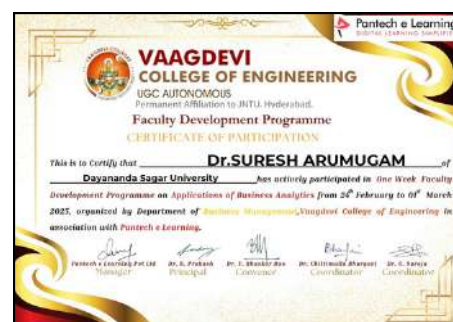 Pantech e Learning
DIGITAL LEARNING SIMPLIFIED
VAAGDEVI
COLLEGE OF ENGINEERING
UGC AUTONOMOUS
Permanent Affiliation to JNTU. Hyderabad.
Faculty Development Programme
CERTIFICATE OF PARTICIPATION
This is to Certify that Dr.SURESH ARUMUGAM of
Dayananda Sagar University has actively participated in One Week Faculty
Development Programme on Applications of Business Analytics from 24th February to 01st March
2025, organized by Department of Business Management, Vaagdevi College of Engineering in
association with Pantech e Learning.
Pantech e Learning Pvt Ltd Dr. K. Prakash Dr. E. Bhaskar Rao Dr. Chittimalla Bhargavi Dr. G. Saroja
Manager Principal Convenor Coordinator Coordinator